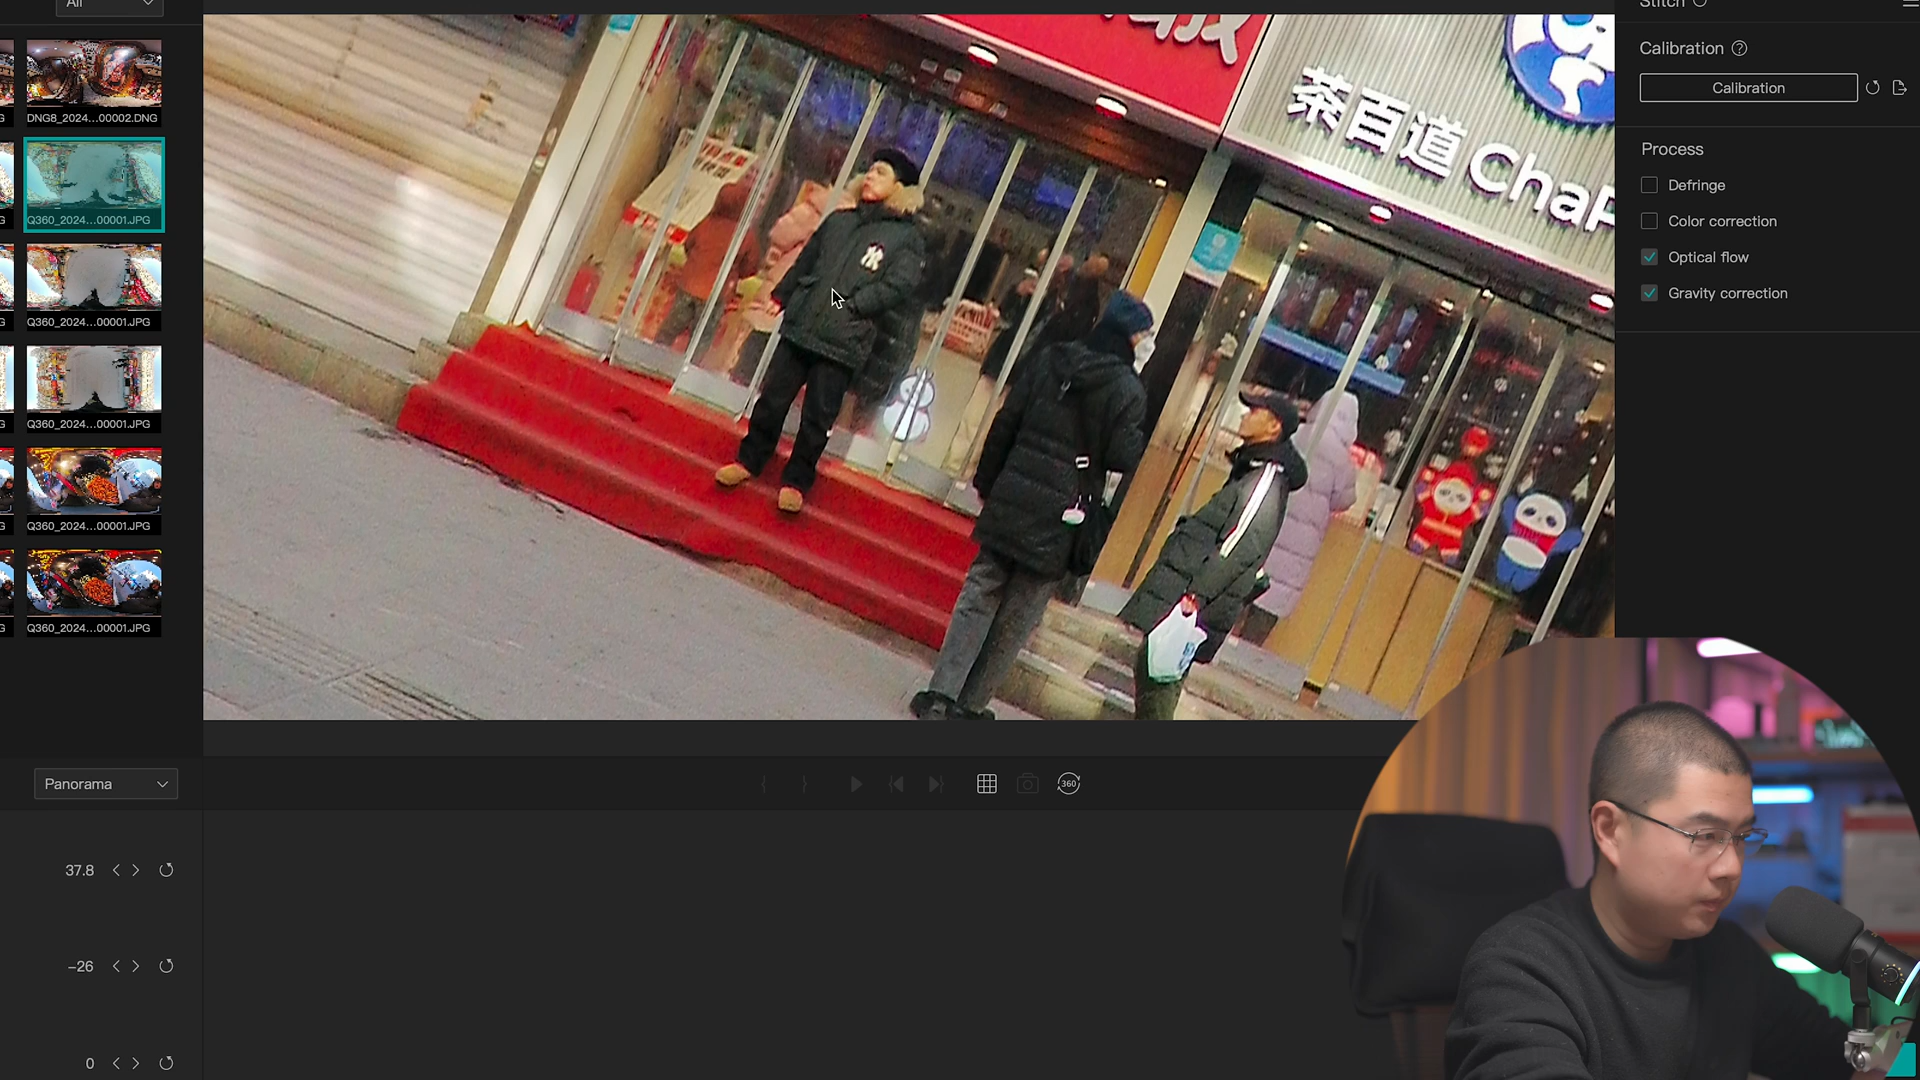 All
Stitch
Calibration
Calibration
DNG8_2024...00002.DNG
Process
Defringe
Q360_2024...00001.JPG
Color correction
Optical flow
Gravity correction
Q360_2024...00001.JPG
Q360_2024...00001.JPG
Q360_2024...00001.JPG
Q360_2024...00001.JPG
茶百道 ChaP
Panorama
360
37.8
-26
0